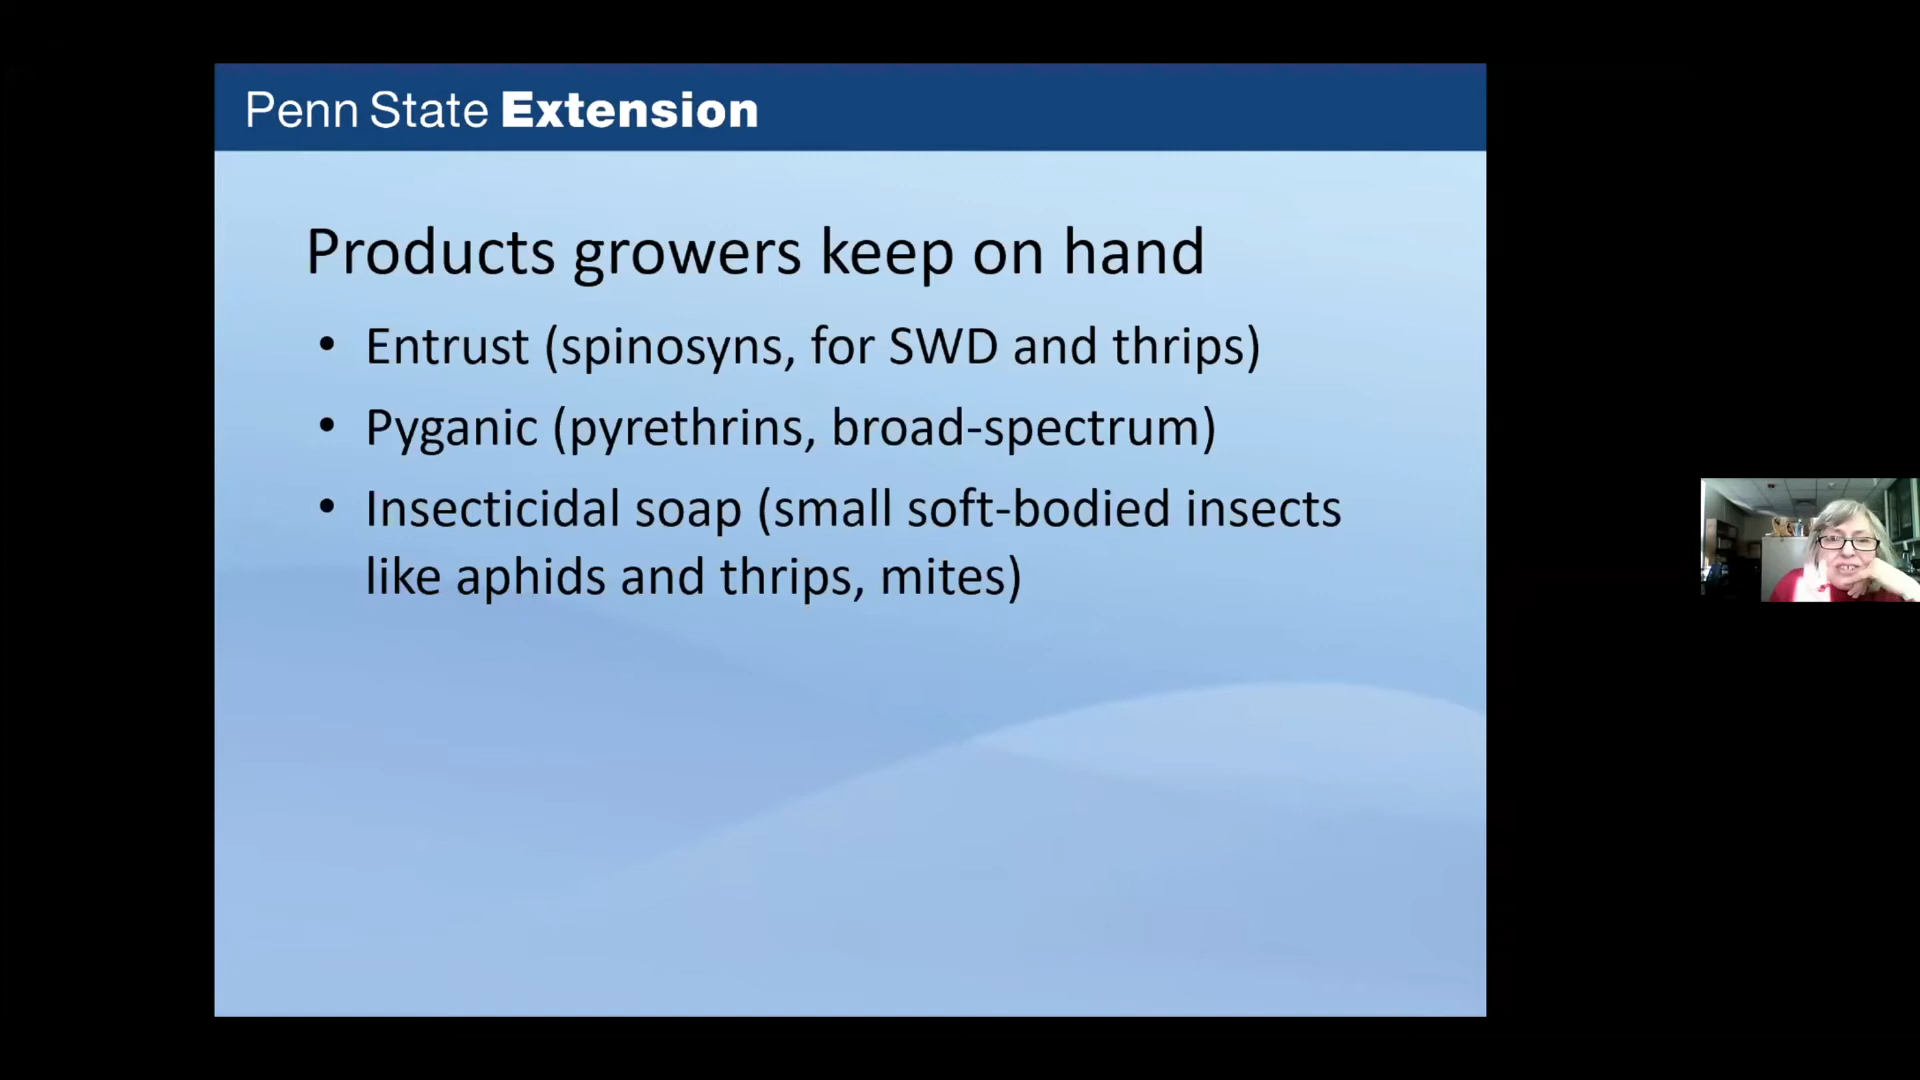 Penn State Extension
Products growers keep on hand
• Entrust (spinosyns, for SWD and thrips)
• Pyganic (pyrethrins, broad-spectrum)
• Insecticidal soap (small soft-bodied insects
like aphids and thrips, mites)